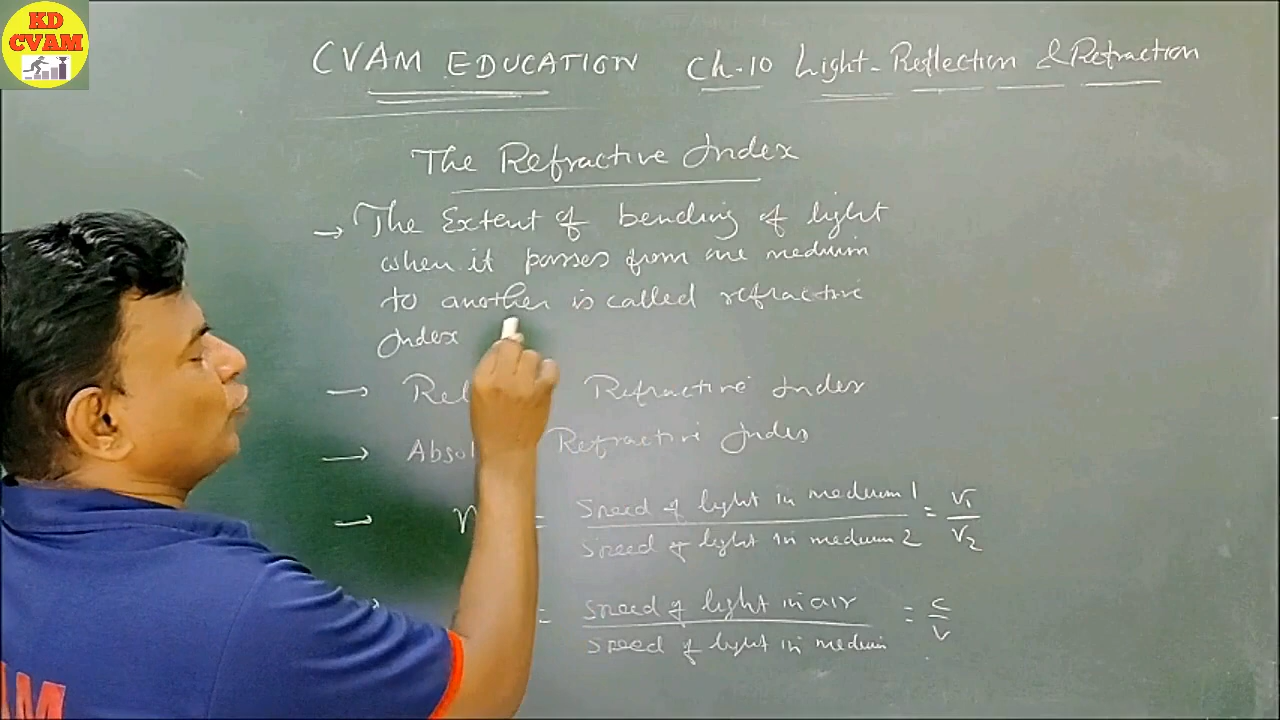 KD
CVAM
CVAM EDUCATION Ch-10 Light-Reflection & Refraction
The Refractive Index
→ The Extent of bending of light
when it passes from one medium
to another is called refractive
Index
→ Refractive Index
→ Refractive Index
→ = Speed of light in medium 1 = V1
Speed of light in medium 2 V2
= Speed of light in air = c
Speed of light in medium v
AM